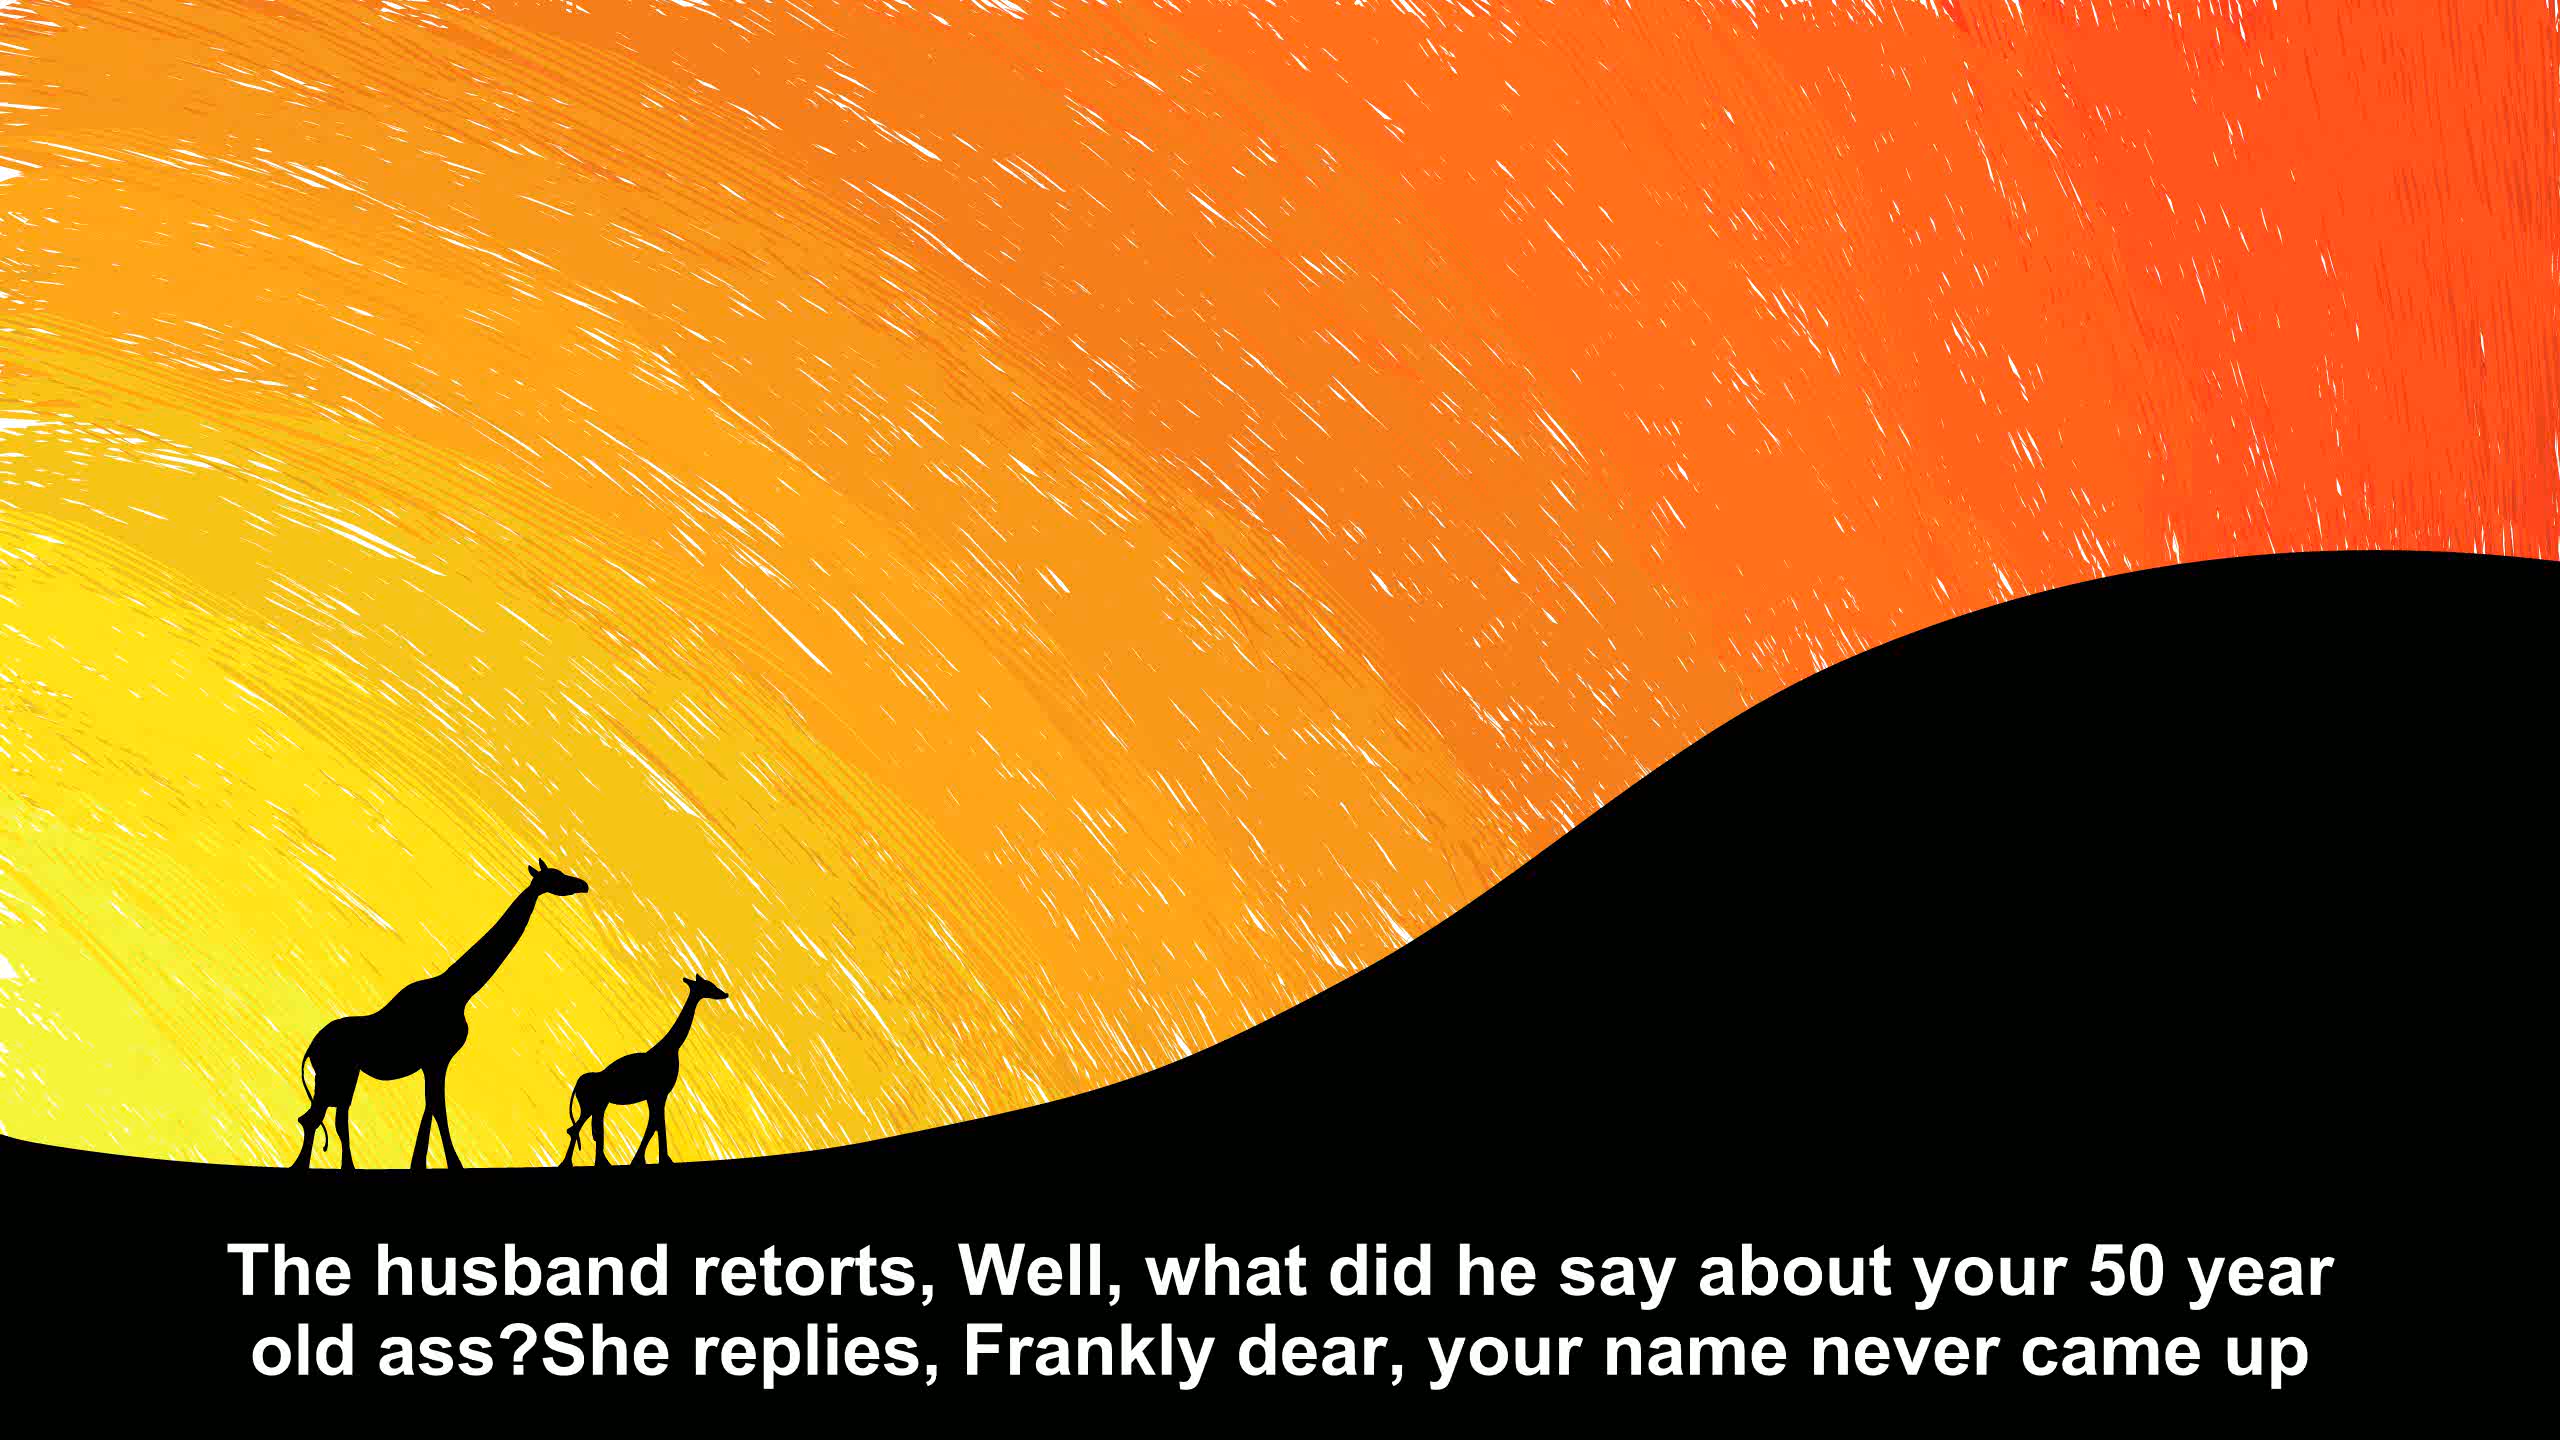 The husband retorts, Well, what did he say about your 50 year
old ass?She replies, Frankly dear, your name never came up